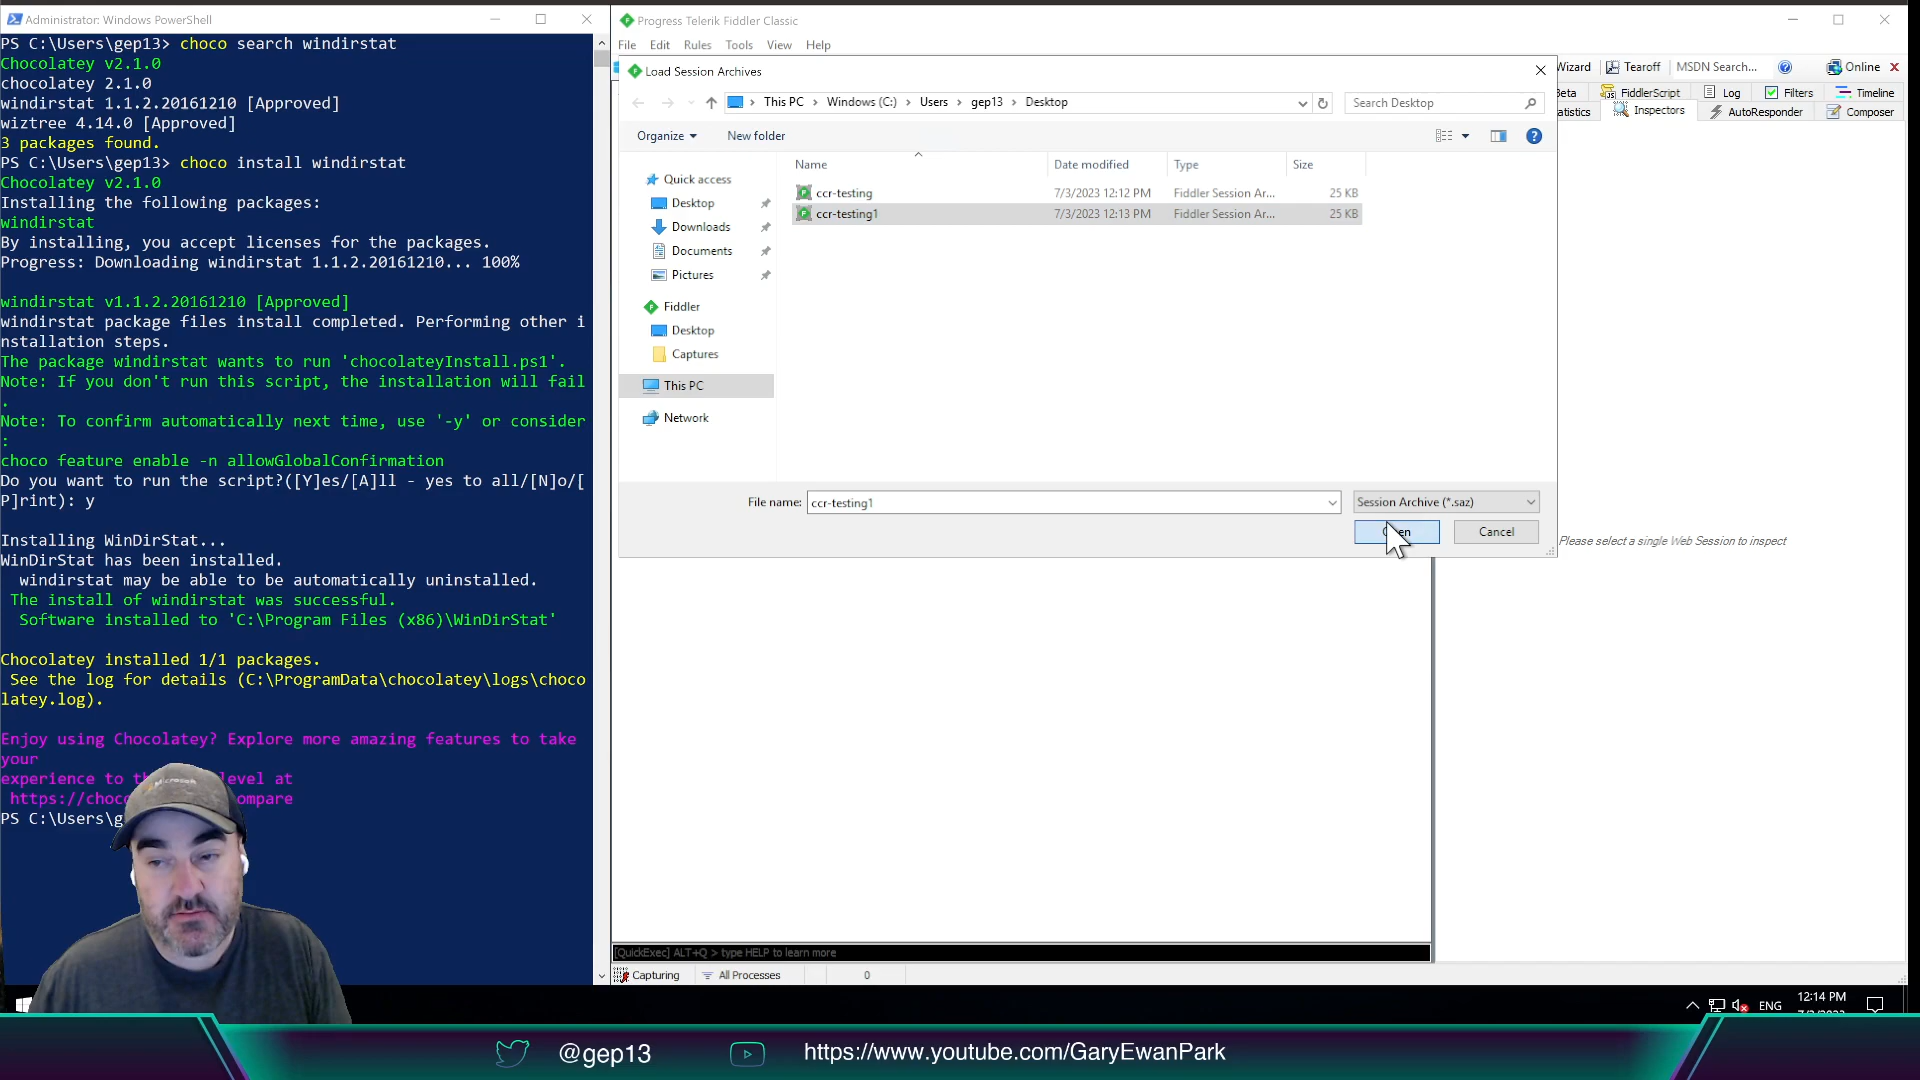 Administrator: Windows PowerShell
PS C:\Users\gep13> choco search windirstat
Chocolatey v2.1.0
chocolatey 2.1.0
windirstat 1.1.2.20161210 [Approved]
wiztree 4.14.0 [Approved]
3 packages found.
PS C:\Users\gep13> choco install windirstat
Chocolatey v2.1.0
Installing the following packages:
windirstat
By installing, you accept licenses for the packages.
Progress: Downloading windirstat 1.1.2.20161210... 100%
windirstat v1.1.2.20161210 [Approved]
windirstat package files install completed. Performing other i
nstallation steps.
The package windirstat wants to run 'chocolateyInstall.ps1'.
Note: If you don't run this script, the installation will fail
.
Note: To confirm automatically next time, use '-y' or consider
:
choco feature enable -n allowGlobalConfirmation
Do you want to run the script?([Y]es/[A]ll - yes to all/[N]o/[
P]rint): y
Installing WinDirStat...
WinDirStat has been installed.
windirstat may be able to be automatically uninstalled.
The install of windirstat was successful.
Software installed to 'C:\Program Files (x86)\WinDirStat'
Chocolatey installed 1/1 packages.
See the log for details (C:\ProgramData\chocolatey\logs\choco
latey.log).
Enjoy using Chocolatey? Explore more amazing features to take
your
experience to level at
https://choc ompare
PS C:\Users\g
Progress Telerik Fiddler Classic
File Edit Rules Tools View Help
Load Session Archives
This PC Windows (C:) Users gep13 Desktop
Search Desktop
Organize New folder
Name Date modified Type Size
ccr-testing 7/3/2023 12:12 PM Fiddler Session Ar... 25 KB
ccr-testing1 7/3/2023 12:13 PM Fiddler Session Ar... 25 KB
Quick access
Desktop
Downloads
Documents
Pictures
Fiddler
Desktop
Captures
This PC
Network
File name: ccr-testing1
Session Archive (*.saz)
Cancel
Wizard Tearoff MSDN Search... Online
Beta FiddlerScript Log Filters Timeline
atistics Inspectors AutoResponder Composer
Please select a single Web Session to inspect
[QuickExec] ALT+Q > type HELP to learn more
Capturing All Processes 0
ENG 12:14 PM
@gep13
https://www.youtube.com/GaryEwanPark